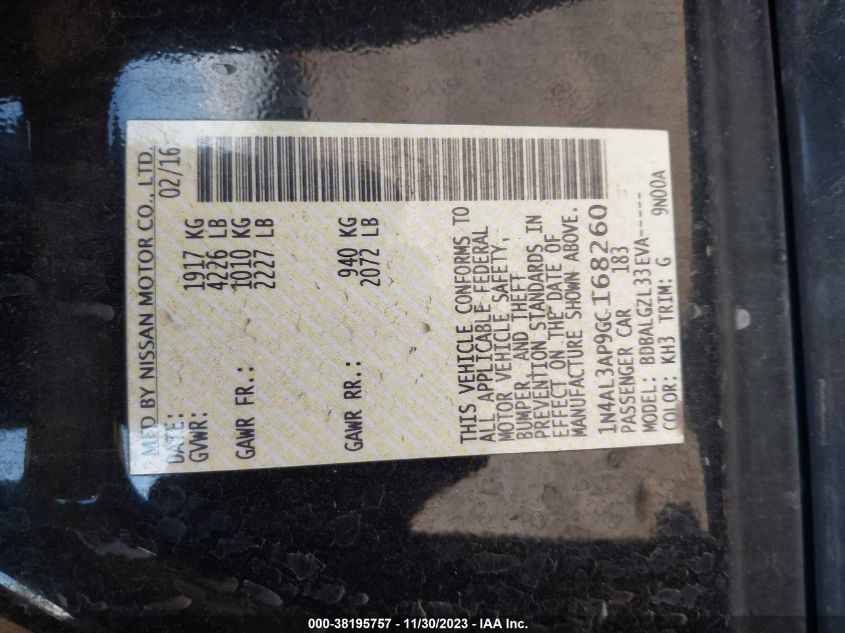 MFD BY NISSAN MOTOR CO., LTD.
DATE: 02/16
GVWR: 1917 KG
4226 LB
GAWR FR.: 1010 KG
2227 LB
GAWR RR.: 940 KG
2072 LB
THIS VEHICLE CONFORMS TO
ALL APPLICABLE FEDERAL
MOTOR VEHICLE SAFETY,
BUMPER, AND THEFT
PREVENTION STANDARDS IN
EFFECT ON THE DATE OF
MANUFACTURE SHOWN ABOVE.
1N4AL3AP9GC168260
PASSENGER CAR 183
MODEL: BDBALGZL33EVA-----
COLOR: KH3 TRIM: G 9N00A
000-38195757 - 11/30/2023 - IAA Inc.